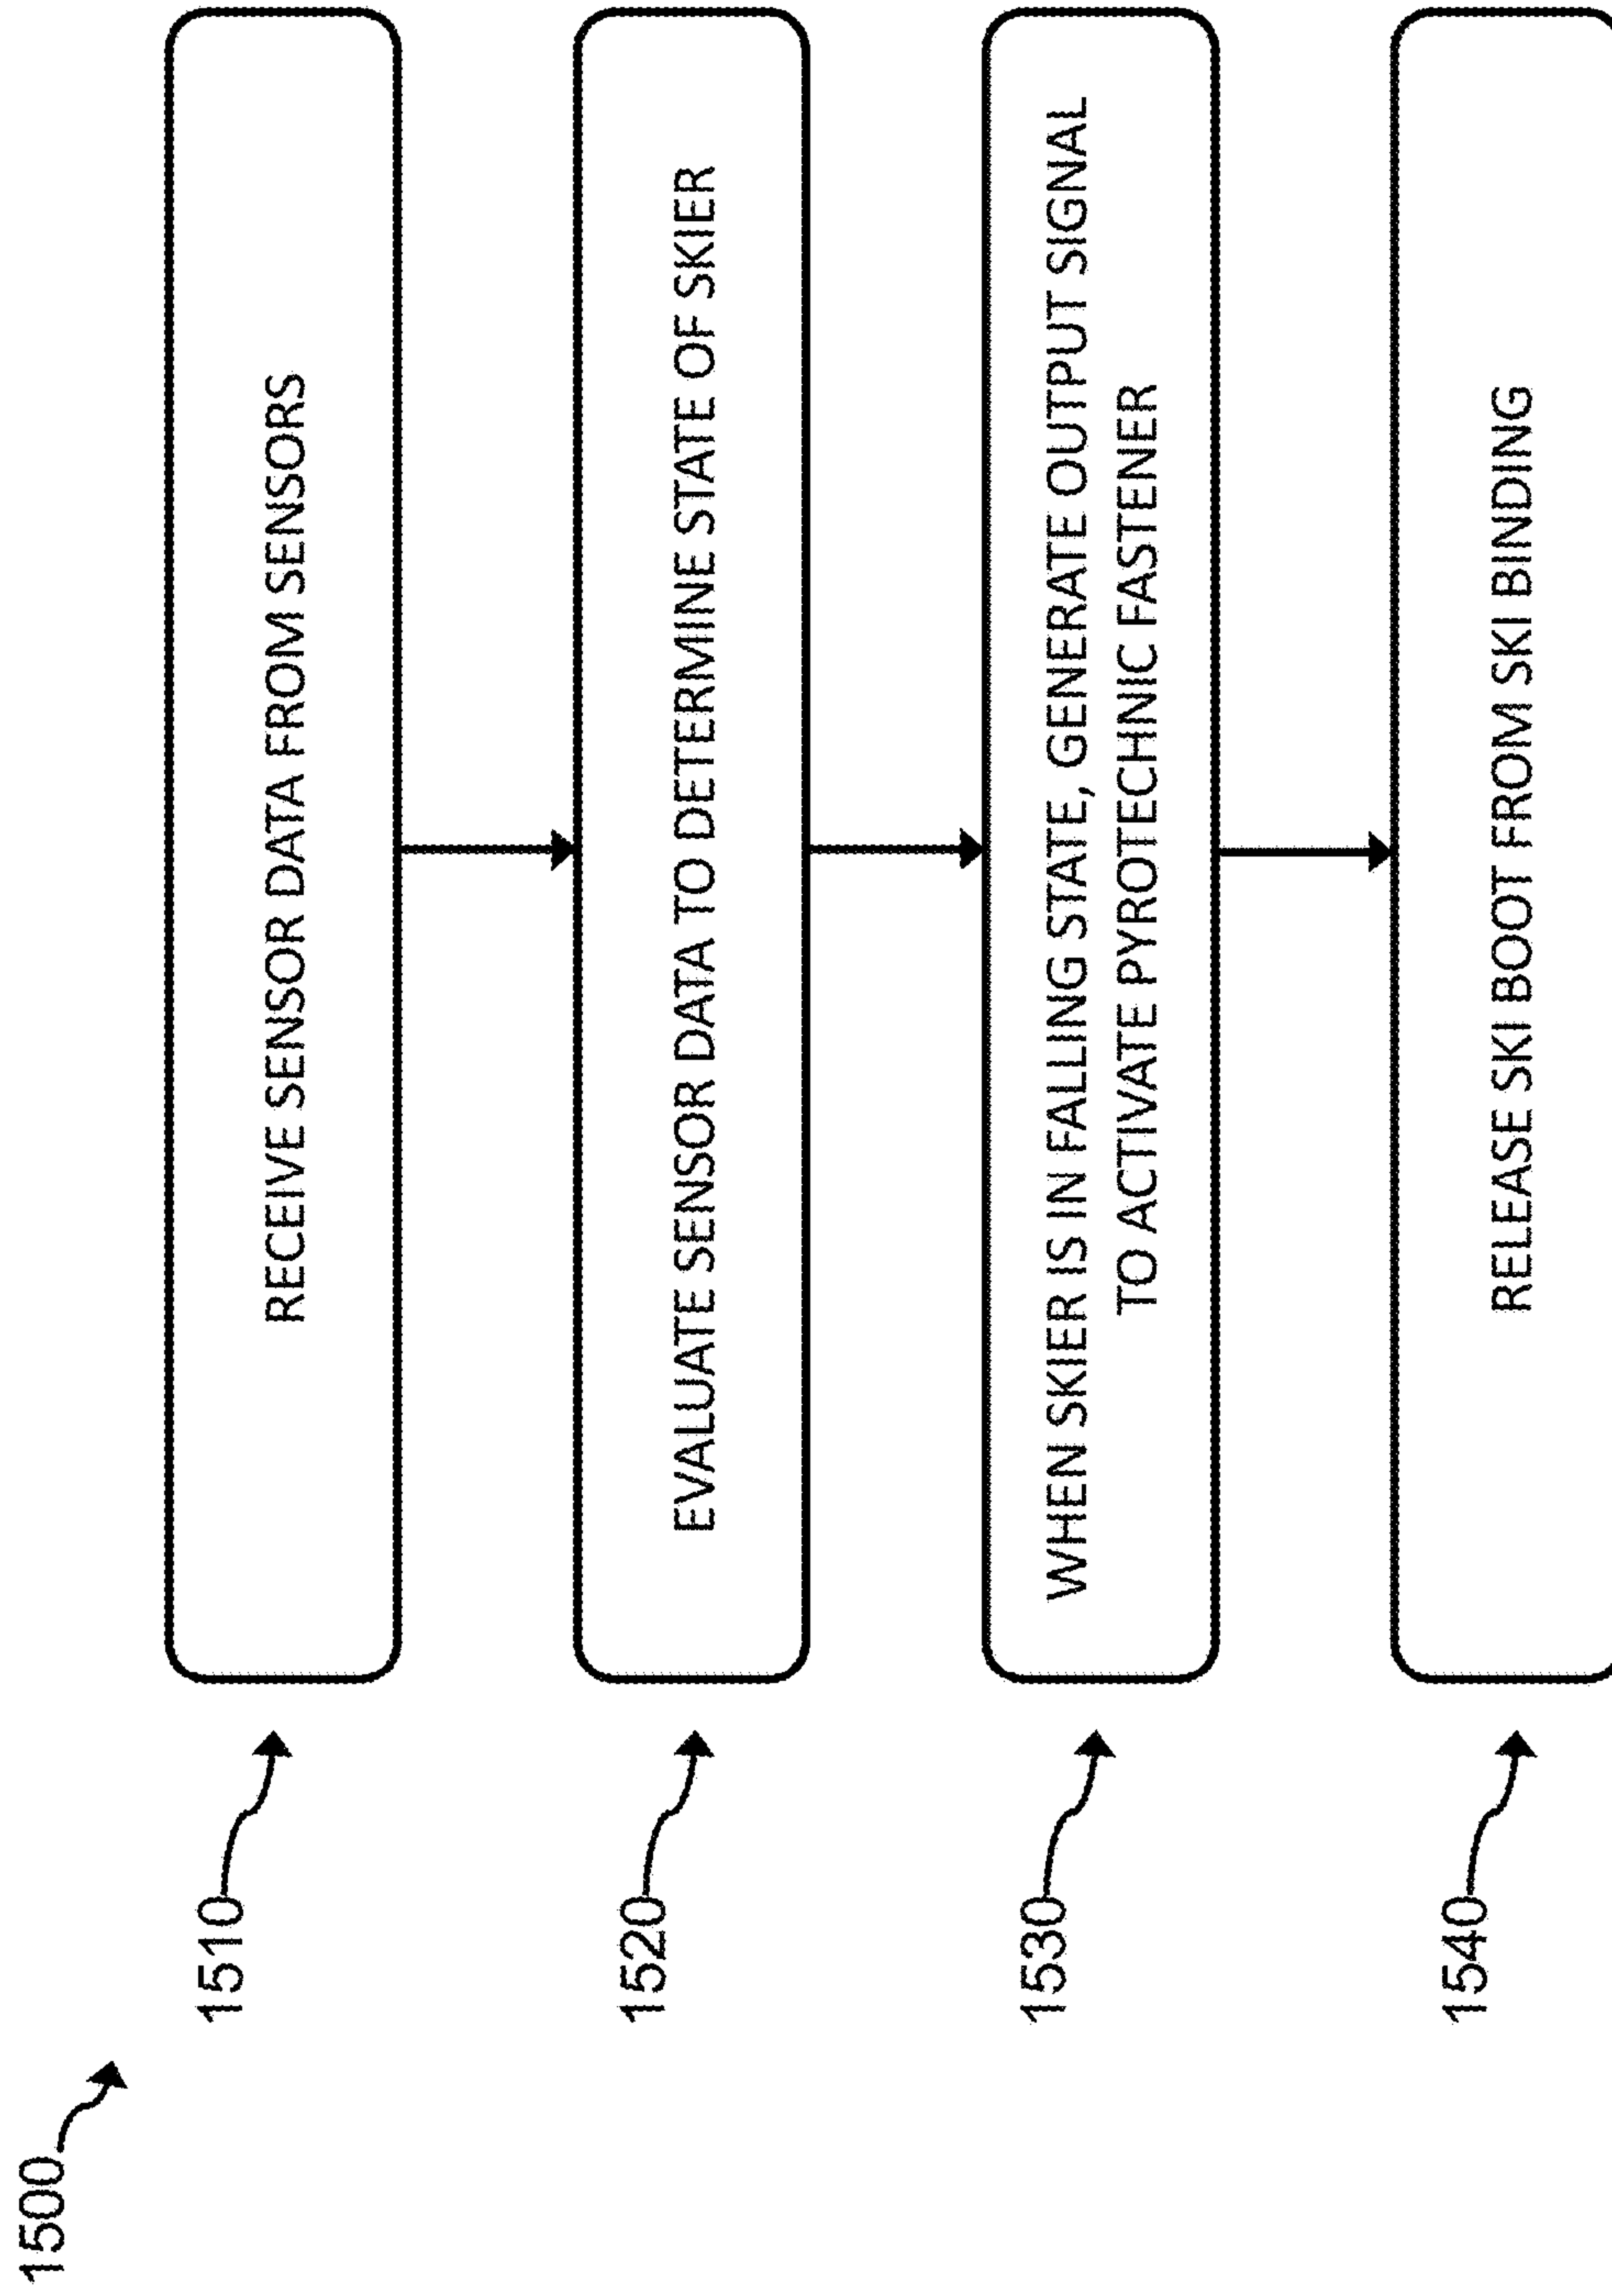 1500
1510
RECEIVE SENSOR DATA FROM SENSORS
1520
EVALUATE SENSOR DATA TO DETERMINE STATE OF SKIER
1530
WHEN SKIER IS IN FALLING STATE, GENERATE OUTPUT SIGNAL
TO ACTIVATE PYROTECHNIC FASTENER
1540
RELEASE SKI BOOT FROM SKI BINDING